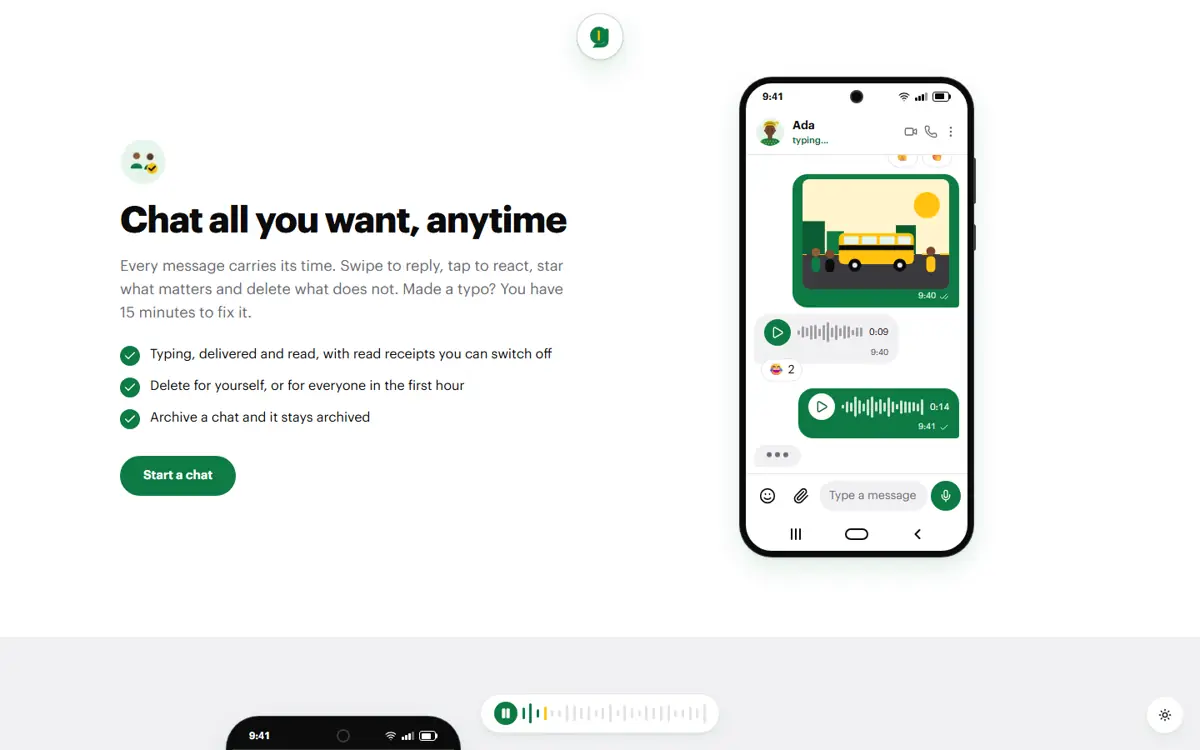 Chat all you want, anytime
Every message carries its time. Swipe to reply, tap to react, star
what matters and delete what does not. Made a typo? You have
15 minutes to fix it.
Typing, delivered and read, with read receipts you can switch off
Delete for yourself, or for everyone in the first hour
Archive a chat and it stays archived
Start a chat
9:41
Ada
typing...
9:40
0:09
9:40
2
0:14
9:41
Type a message
9:41